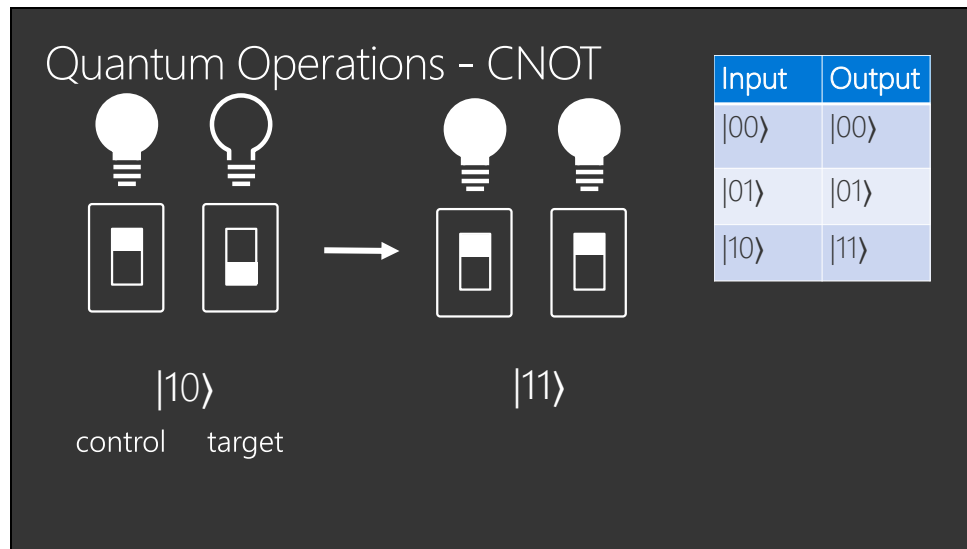 Quantum Operations - CNOT
Input Output
|00⟩ |00⟩
|01⟩ |01⟩
|10⟩ |11⟩
|10⟩ |11⟩
control target